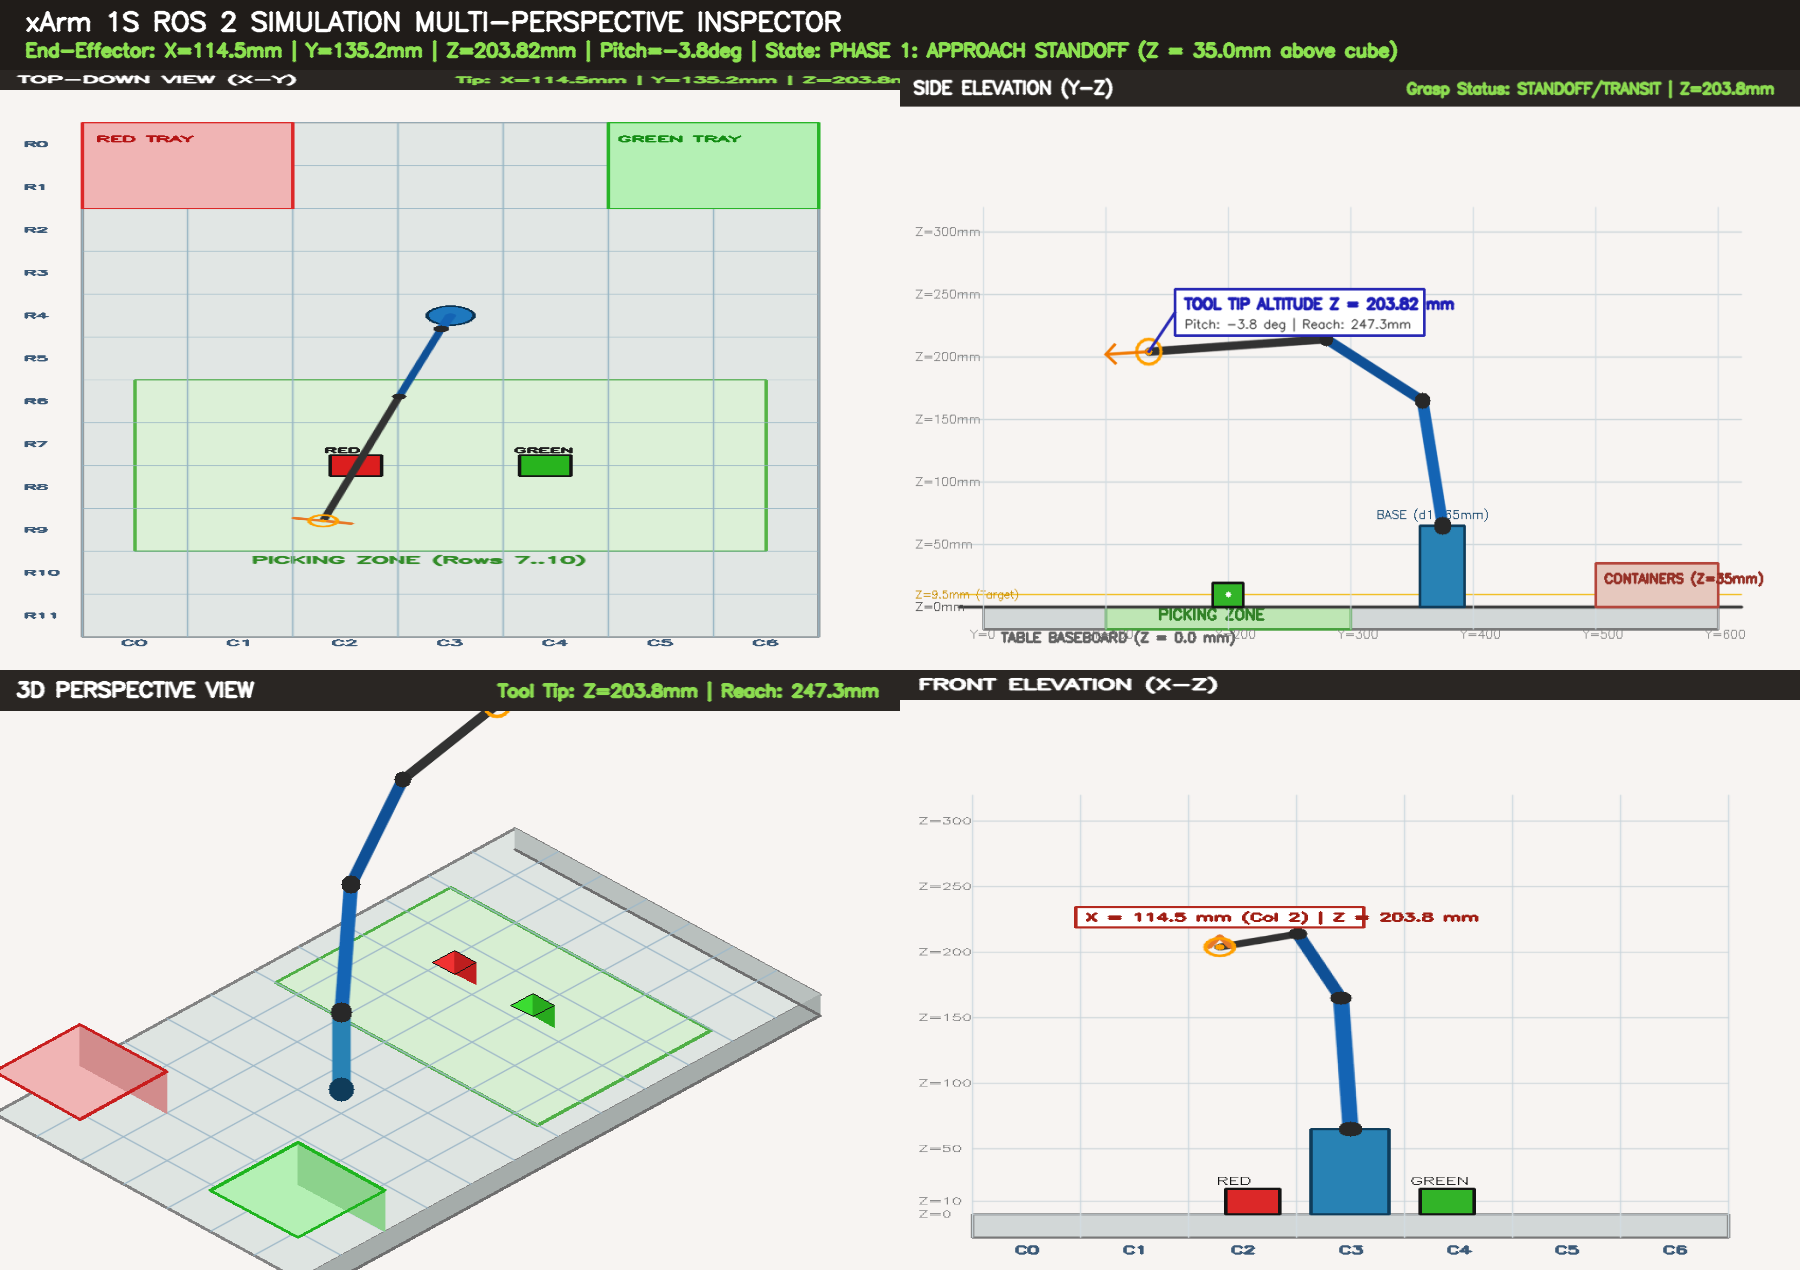 xArm 1S ROS 2 SIMULATION MULTI-PERSPECTIVE INSPECTOR
End-Effector: X=114.5mm | Y=135.2mm | Z=203.82mm | Pitch=-3.8deg | State: PHASE 1: APPROACH STANDOFF (Z = 35.0mm above cube)
TOP-DOWN VIEW (X-Y)
Tip: X=114.5mm | Y=135.2mm | Z=203.8m
RED TRAY
GREEN TRAY
R0
R1
R2
R3
R4
R5
R6
R7
R8
R9
R10
R11
RED
GREEN
PICKING ZONE (Rows 7..10)
C0 C1 C2 C3 C4 C5 C6
SIDE ELEVATION (Y-Z)
Grasp Status: STANDOFF/TRANSIT | Z=203.8mm
Z=300mm
Z=250mm
Z=200mm
Z=150mm
Z=100mm
Z=50mm
Z=9.5mm (Target)
Z=0mm
TOOL TIP ALTITUDE Z = 203.82 mm
Pitch: -3.8 deg | Reach: 247.3mm
BASE (d1 65mm)
CONTAINERS (Z=35mm)
PICKING ZONE
TABLE BASEBOARD (Z = 0.0 mm)
Y=0 Y=300 Y=400 Y=500 Y=600
3D PERSPECTIVE VIEW
Tool Tip: Z=203.8mm | Reach: 247.3mm
FRONT ELEVATION (X-Z)
Z=300
Z=250
Z=200
Z=150
Z=100
Z=50
Z=10
Z=0
X = 114.5 mm (Col 2) | Z = 203.8 mm
RED
GREEN
C0 C1 C2 C3 C4 C5 C6